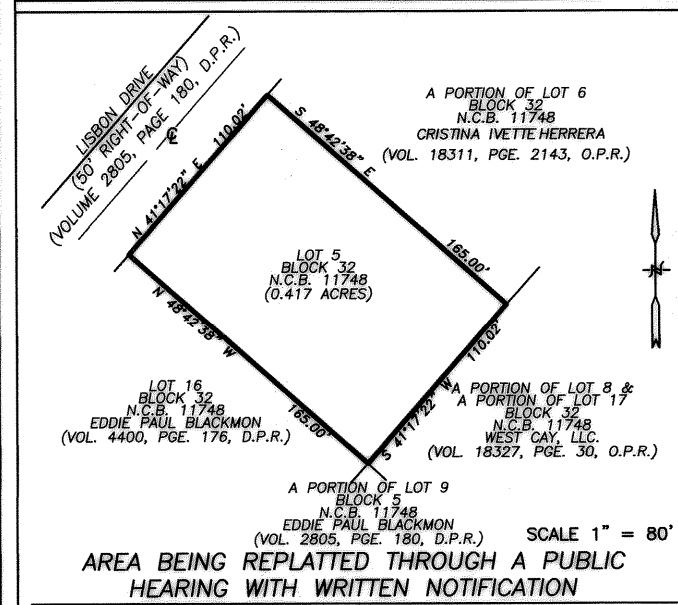 LISBON DRIVE
(50' RIGHT-OF-WAY)
(VOLUME 2805, PAGE 180, D.P.R.)
℄
N 41°17'22" E 110.02'
S 48°42'38" E 165.00'
A PORTION OF LOT 6
BLOCK 32
N.C.B. 11748
CRISTINA IVETTE HERRERA
(VOL. 18311, PGE. 2143, O.P.R.)
N
LOT 5
BLOCK 32
N.C.B. 11748
(0.417 ACRES)
N 48°42'38" W 165.00'
S 41°17'22" W 110.02'
LOT 16
BLOCK 32
N.C.B. 11748
EDDIE PAUL BLACKMON
(VOL. 4400, PGE. 176, D.P.R.)
A PORTION OF LOT 8 &
A PORTION OF LOT 17
BLOCK 32
N.C.B. 11748
WEST CAY, LLC.
(VOL. 18327, PGE. 30, O.P.R.)
A PORTION OF LOT 9
BLOCK 5
N.C.B. 11748
EDDIE PAUL BLACKMON
(VOL. 2805, PGE. 180, D.P.R.)
SCALE 1" = 80'
AREA BEING REPLATTED THROUGH A PUBLIC
HEARING WITH WRITTEN NOTIFICATION